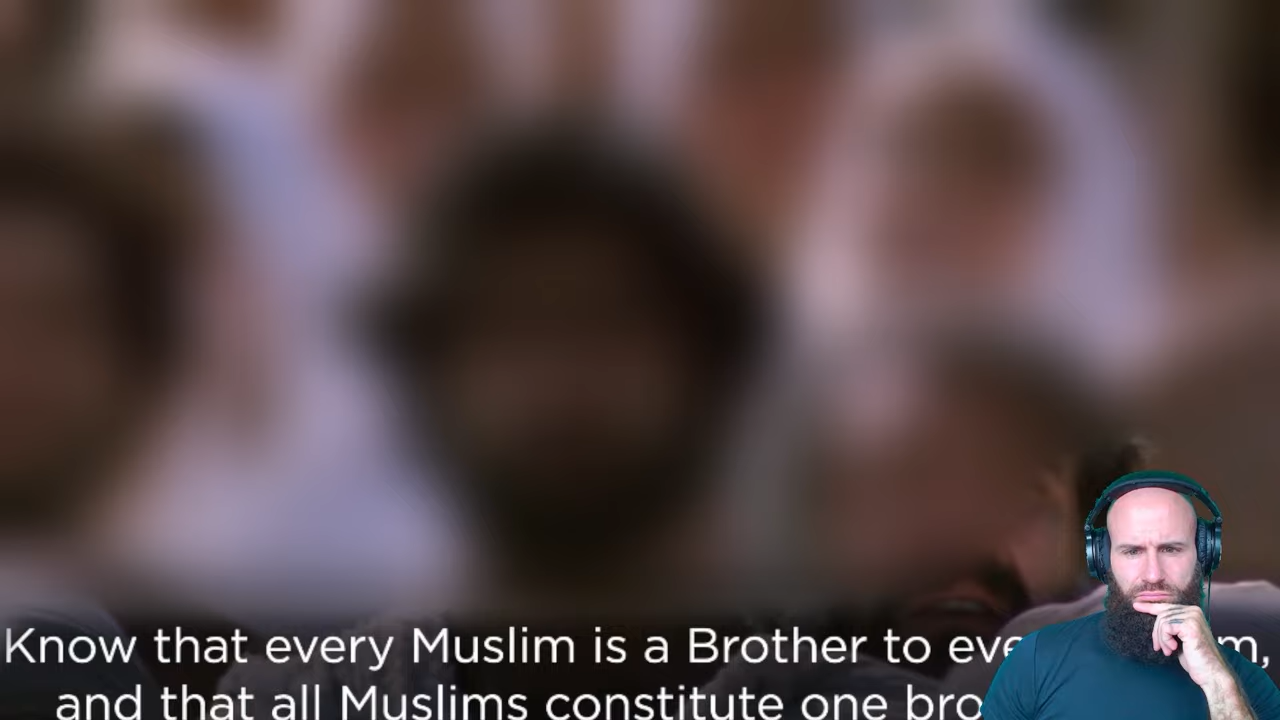 Know that every Muslim is a Brother to
and that all Muslims constitute one